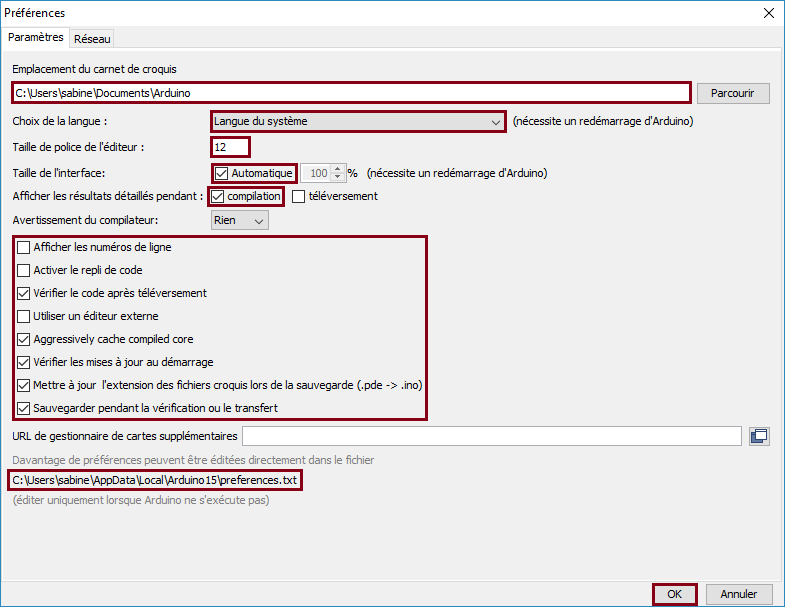 Préférences
Paramètres Réseau
Emplacement du carnet de croquis
C:\Users\sabine\Documents\Arduino Parcourir
Choix de la langue : Langue du système (nécessite un redémarrage d'Arduino)
Taille de police de l'éditeur : 12
Taille de l'interface: Automatique 100 % (nécessite un redémarrage d'Arduino)
Afficher les résultats détaillés pendant : compilation téléversement
Avertissement du compilateur: Rien
Afficher les numéros de ligne
Activer le repli de code
Vérifier le code après téléversement
Utiliser un éditeur externe
Aggressively cache compiled core
Vérifier les mises à jour au démarrage
Mettre à jour l'extension des fichiers croquis lors de la sauvegarde (.pde -> .ino)
Sauvegarder pendant la vérification ou le transfert
URL de gestionnaire de cartes supplémentaires
Davantage de préférences peuvent être éditées directement dans le fichier
C:\Users\sabine\AppData\Local\Arduino15\preferences.txt
(éditer uniquement lorsque Arduino ne s'exécute pas)
OK Annuler